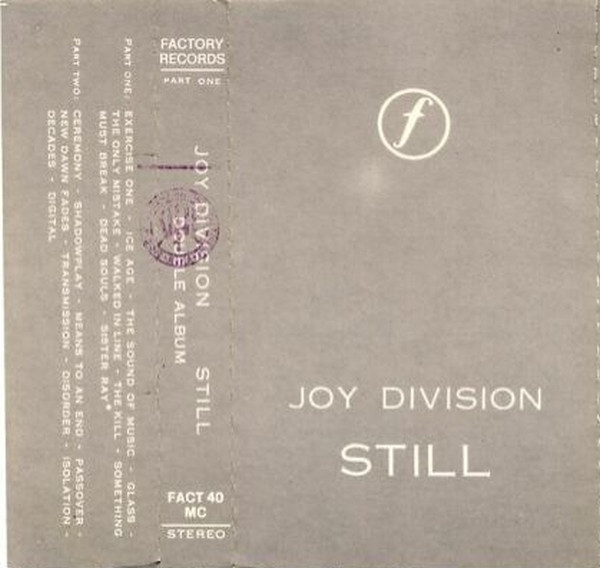 PART ONE: EXERCISE ONE - ICE AGE - THE SOUND OF MUSIC - GLASS -
THE ONLY MISTAKE - WALKED IN LINE - THE KILL - SOMETHING
MUST BREAK - DEAD SOULS - SISTER RAY*
PART TWO: CEREMONY - SHADOWPLAY - MEANS TO AN END - PASSOVER -
NEW DAWN FADES - TRANSMISSION - DISORDER - ISOLATION -
DECADES - DIGITAL
FACTORY
RECORDS
PART ONE
JOY DIVISION STILL
DOUBLE ALBUM
FACT 40
MC
STEREO
f
JOY DIVISION
STILL